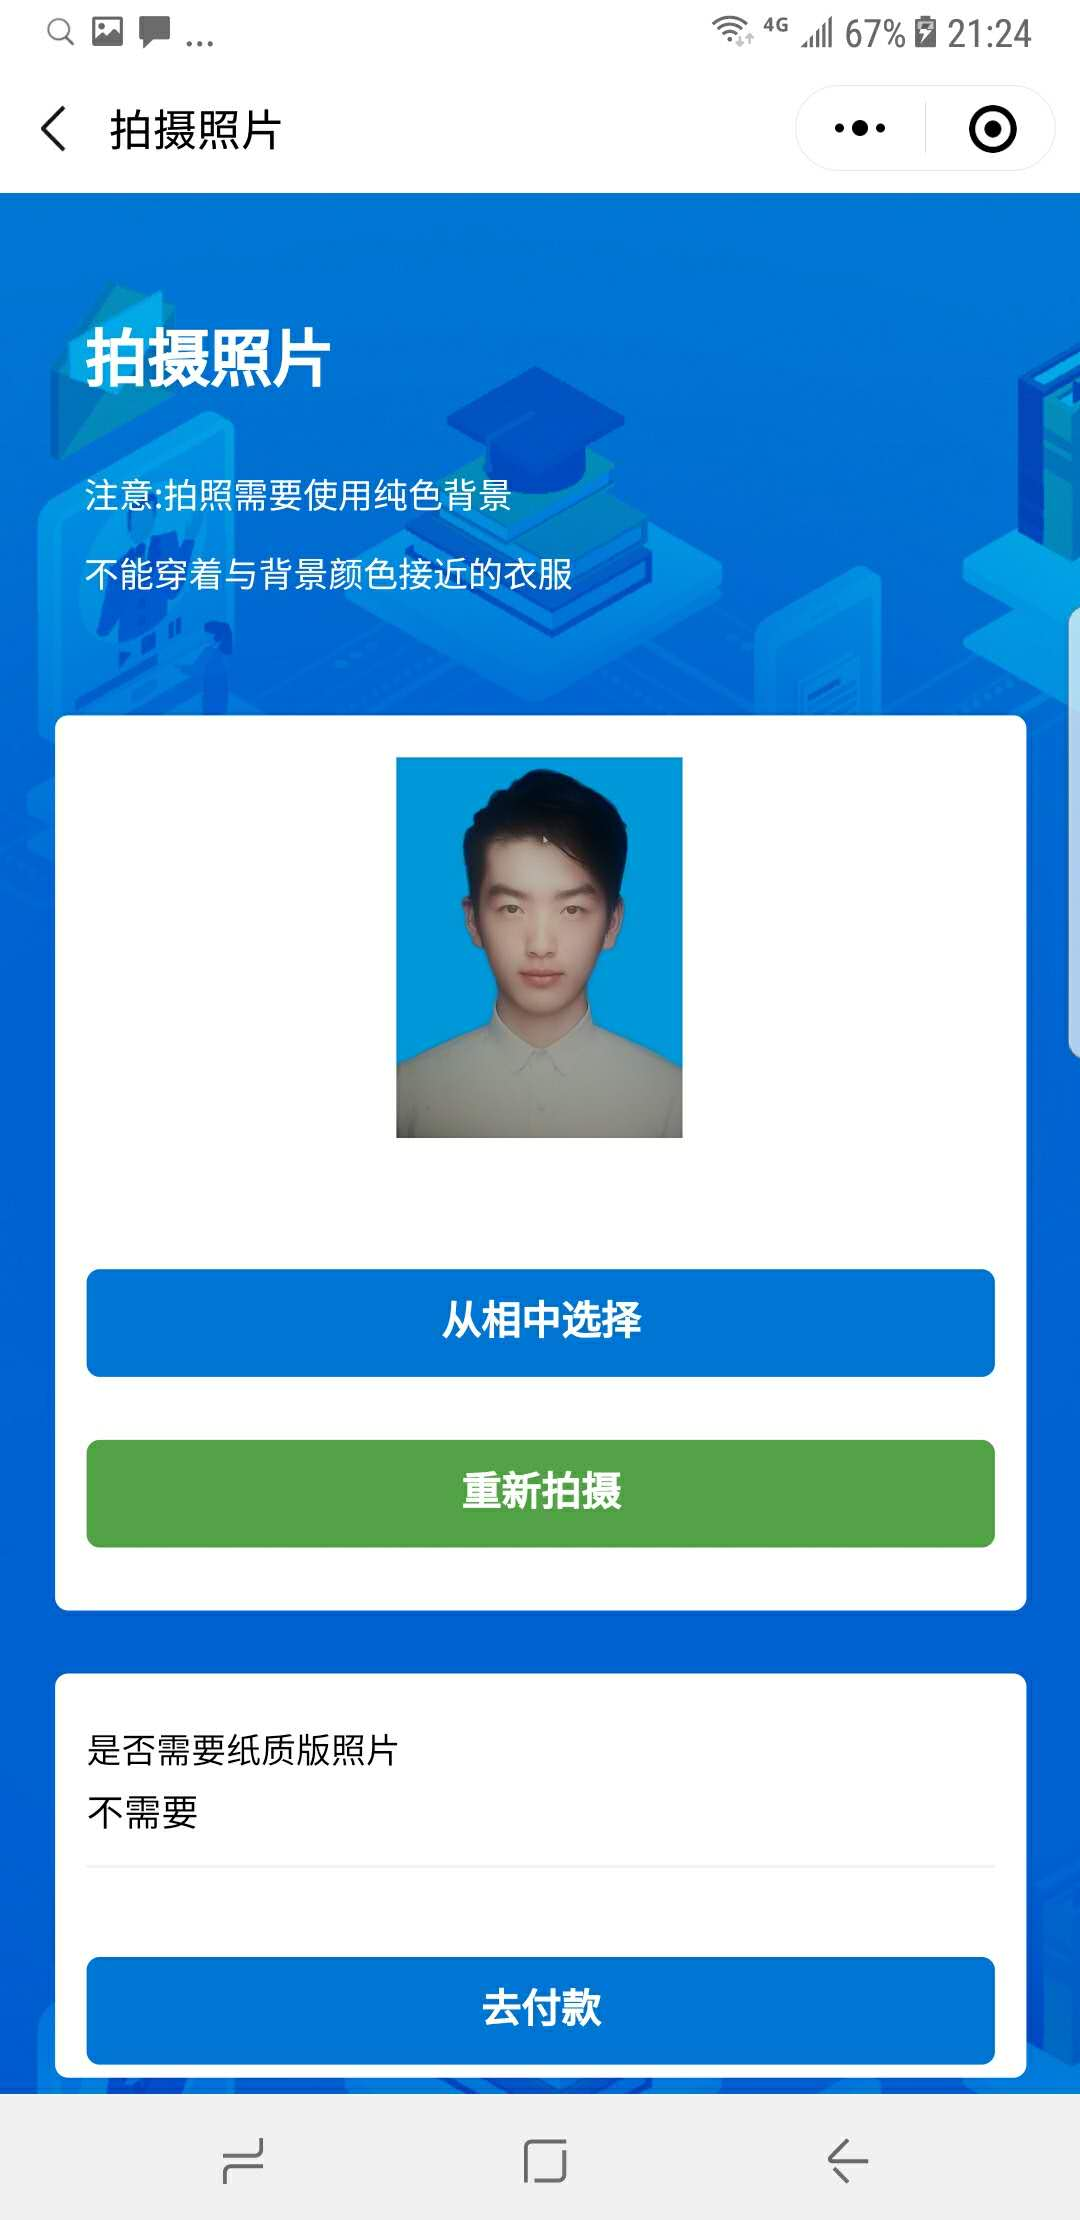 ... 4G 67% 21:24
拍摄照片
拍摄照片
注意:拍照需要使用纯色背景
不能穿着与背景颜色接近的衣服
从相中选择
重新拍摄
是否需要纸质版照片
不需要
去付款